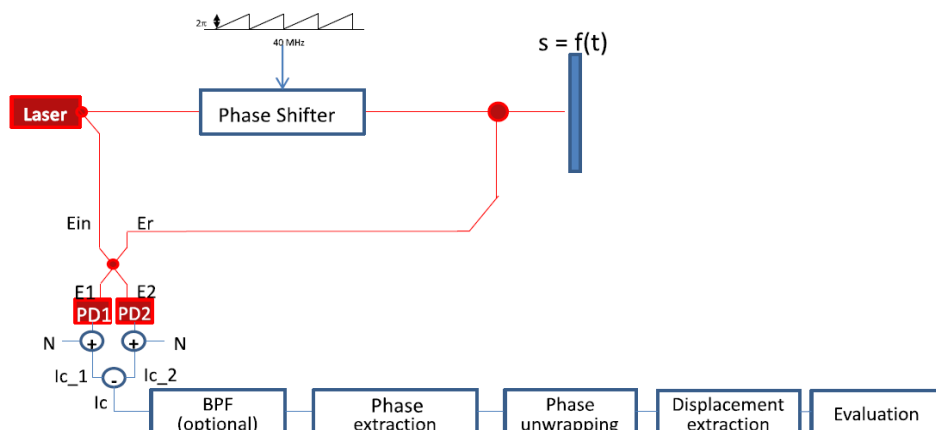 2π
40 MHz
s = f(t)
Laser
Phase Shifter
Ein
Er
E1
E2
PD1
PD2
N
+
+
N
Ic_1
-
Ic_2
Ic
BPF
(optional)
Phase
extraction
Phase
unwrapping
Displacement
extraction
Evaluation